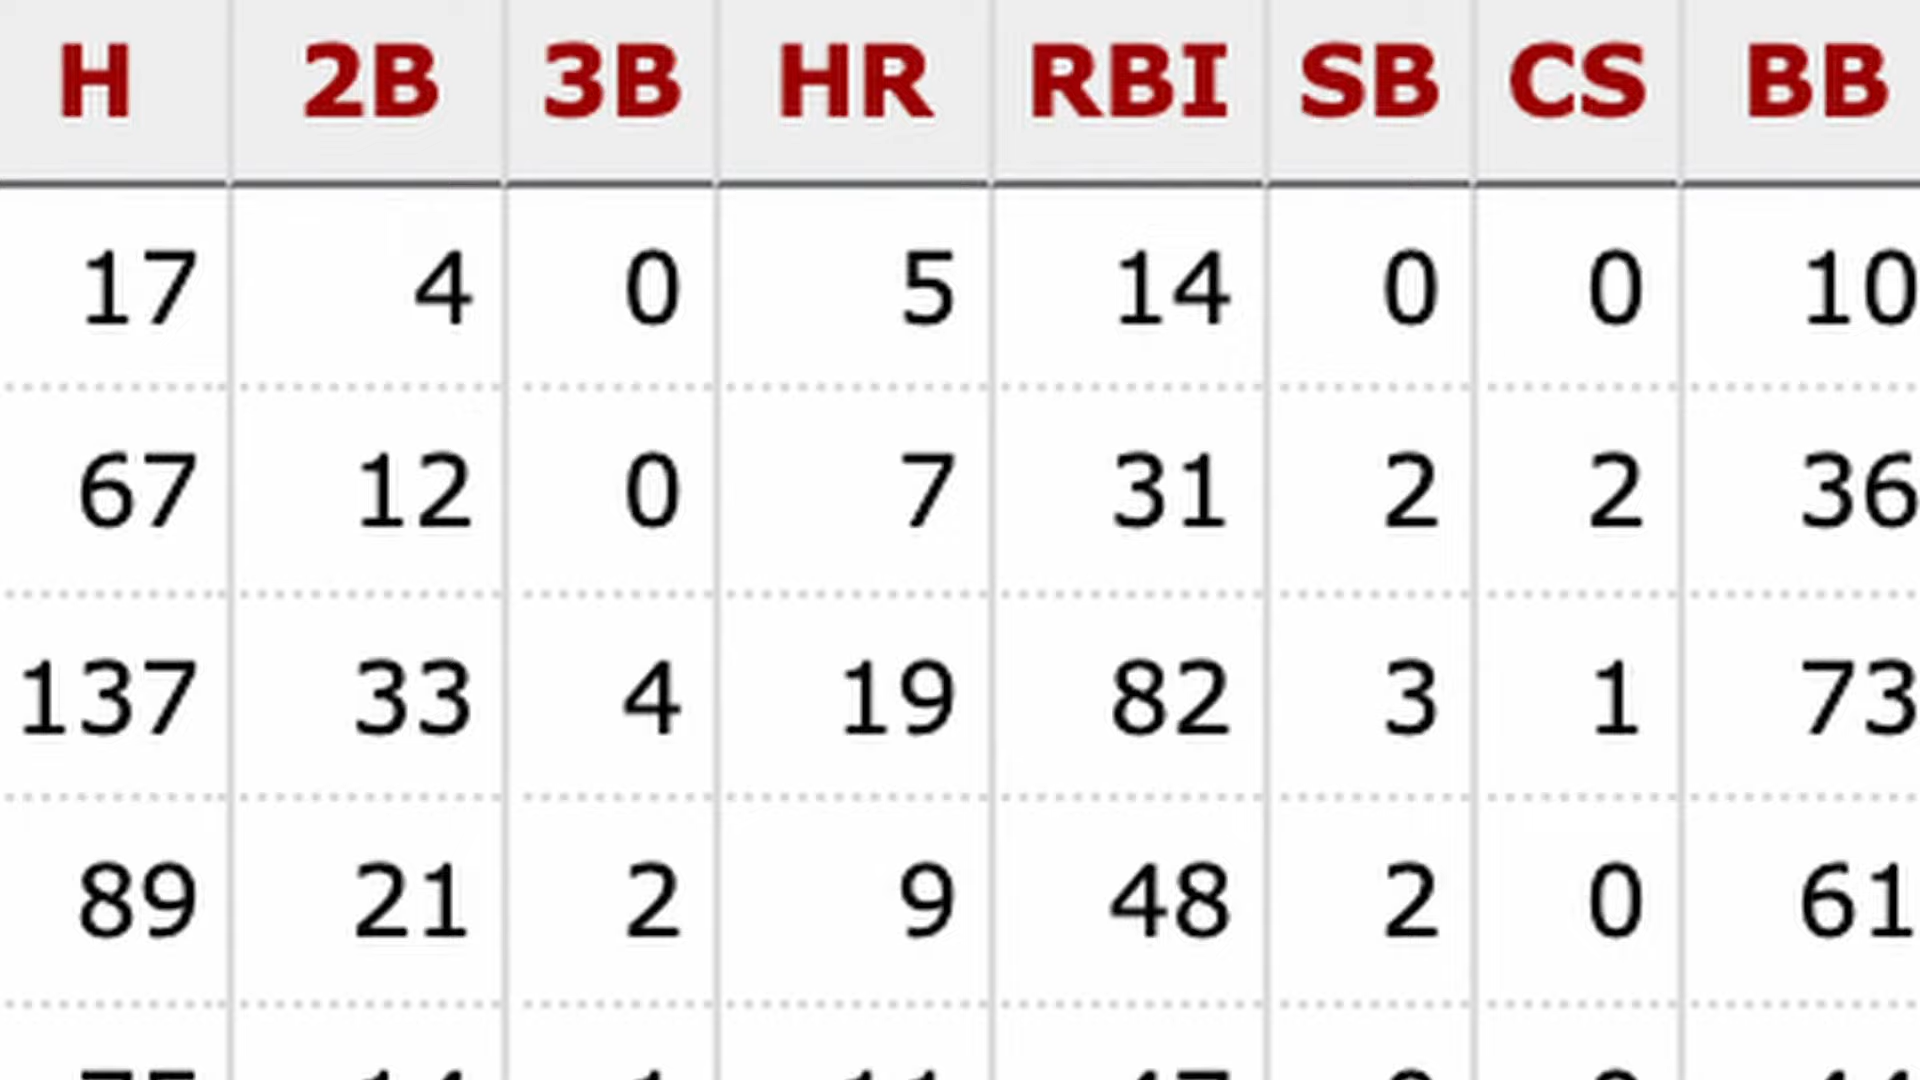 H 2B 3B HR RBI SB CS BB
17 4 0 5 14 0 0 10
67 12 0 7 31 2 2 36
137 33 4 19 82 3 1 73
89 21 2 9 48 2 0 61